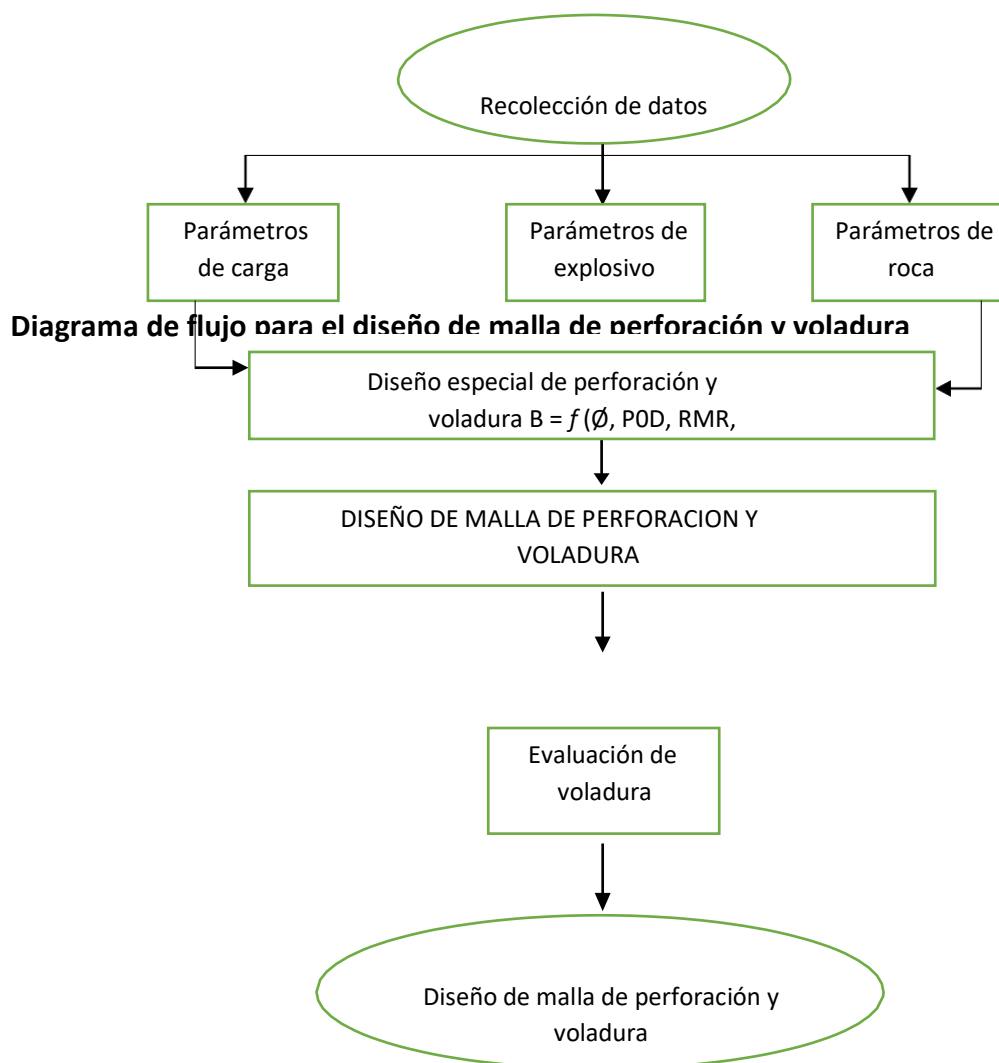 Recolección de datos
Parámetros
de carga
Parámetros de
explosivo
Parámetros de
roca
Diagrama de flujo para el diseño de malla de perforación y voladura
Diseño especial de perforación y
voladura B = f (Ø, P0D, RMR,
DISEÑO DE MALLA DE PERFORACION Y
VOLADURA
Evaluación de
voladura
Diseño de malla de perforación y
voladura